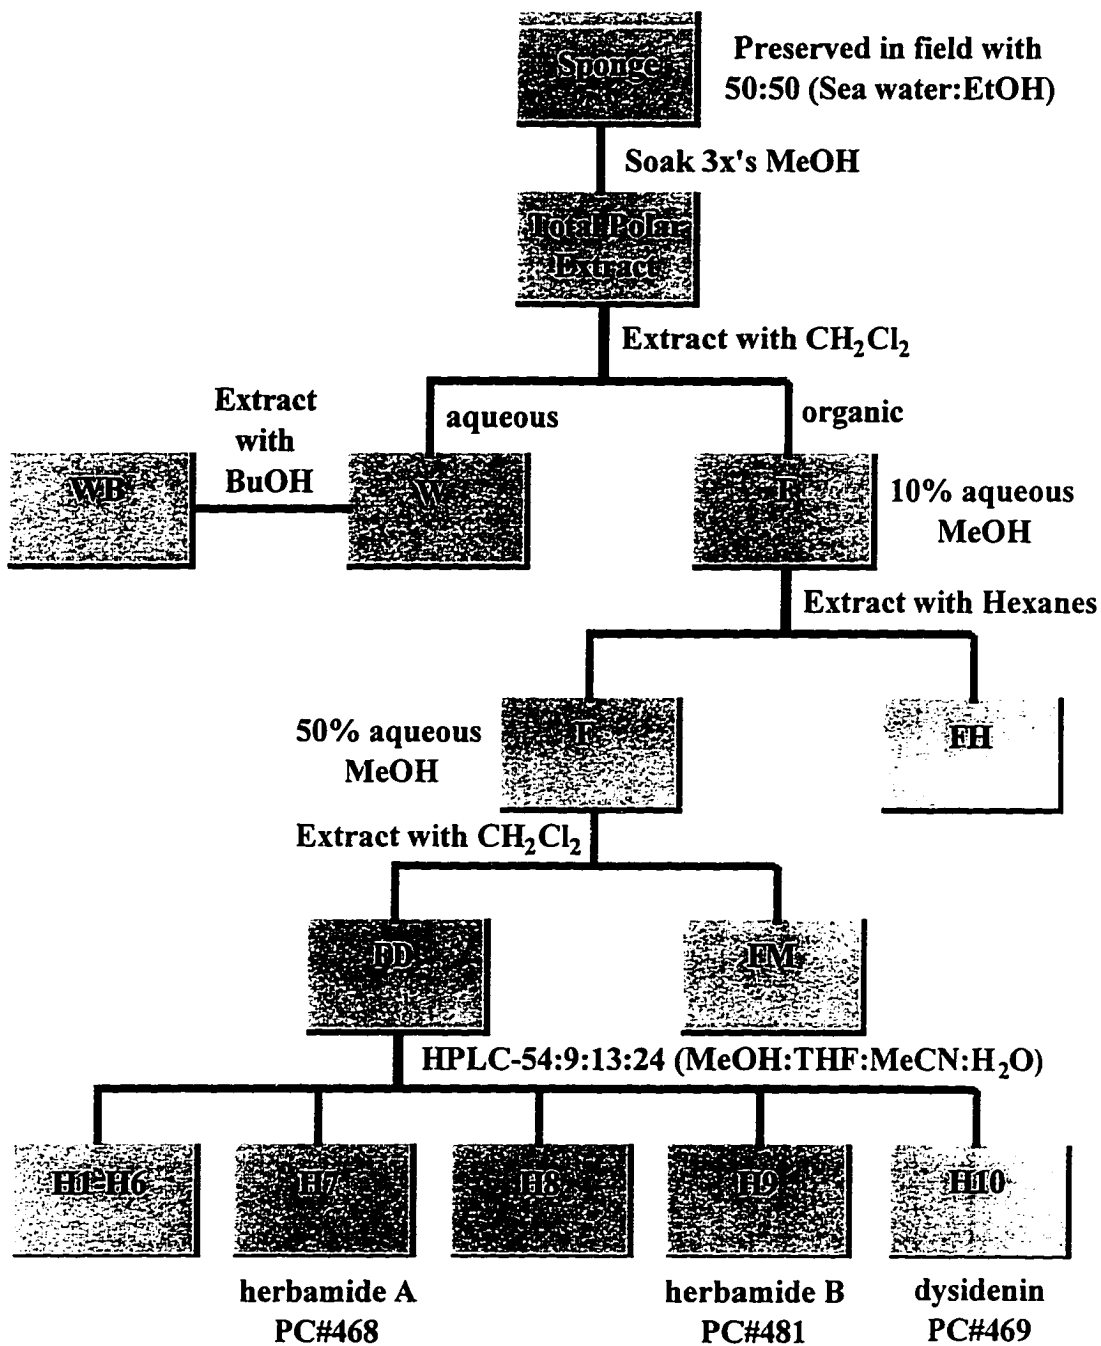 Sponge
Preserved in field with
50:50 (Sea water:EtOH)
Soak 3x's MeOH
Total Polar
Extract
Extract with CH₂Cl₂
aqueous
organic
Extract
with
BuOH
WB
W
10% aqueous
MeOH
Extract with Hexanes
50% aqueous
MeOH
F
FH
Extract with CH₂Cl₂
FD
FM
HPLC-54:9:13:24 (MeOH:THF:MeCN:H₂O)
H1-H6
H7
H8
H9
H10
herbamide A
PC#468
herbamide B
PC#481
dysidenin
PC#469